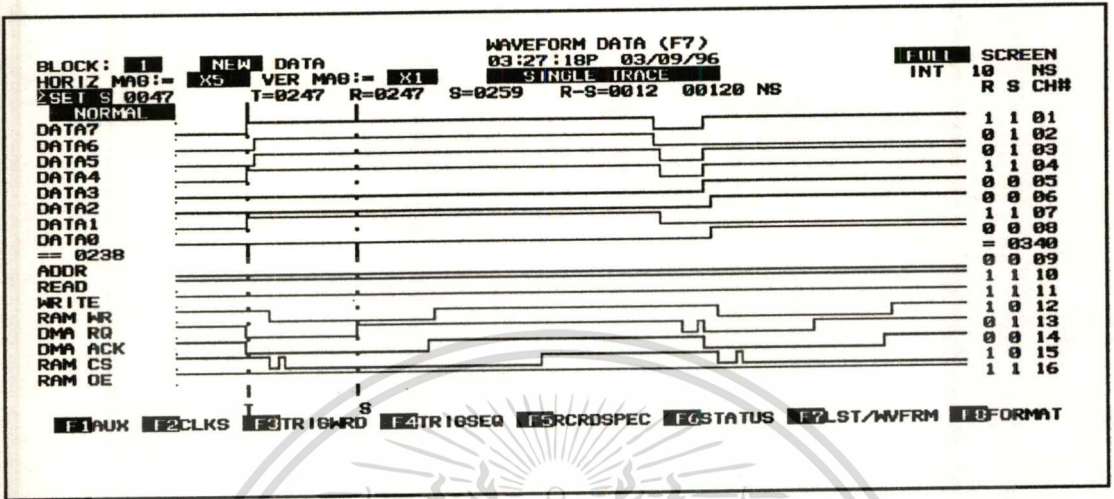 WAVEFORM DATA (F7)
BLOCK: 1 NEW DATA 03:27:18P 03/09/96 FULL SCREEN
HORIZ MAG:= X5 VER MAG:= X1 SINGLE TRACE INT 10 NS
SET S 0047 T=0247 R=0247 S=0259 R-S=0012 00120 NS R S CH#
NORMAL
DATA7 1 1 01
DATA6 0 1 02
DATA5 0 1 03
DATA4 1 1 04
DATA3 0 0 05
DATA2 0 0 06
DATA1 1 1 07
DATA0 0 0 08
== 0238 = 0340
ADDR 0 0 09
READ 1 1 10
WRITE 1 1 11
RAM WR 1 0 12
DMA RQ 0 1 13
DMA ACK 0 0 14
RAM CS 1 0 15
RAM OE 1 1 16
T S
F1AUX F2CLKS F3TRIGWRD F4TRIGSEQ F5RCRDSPEC F6STATUS F7LST/WVFRM F8FORMAT